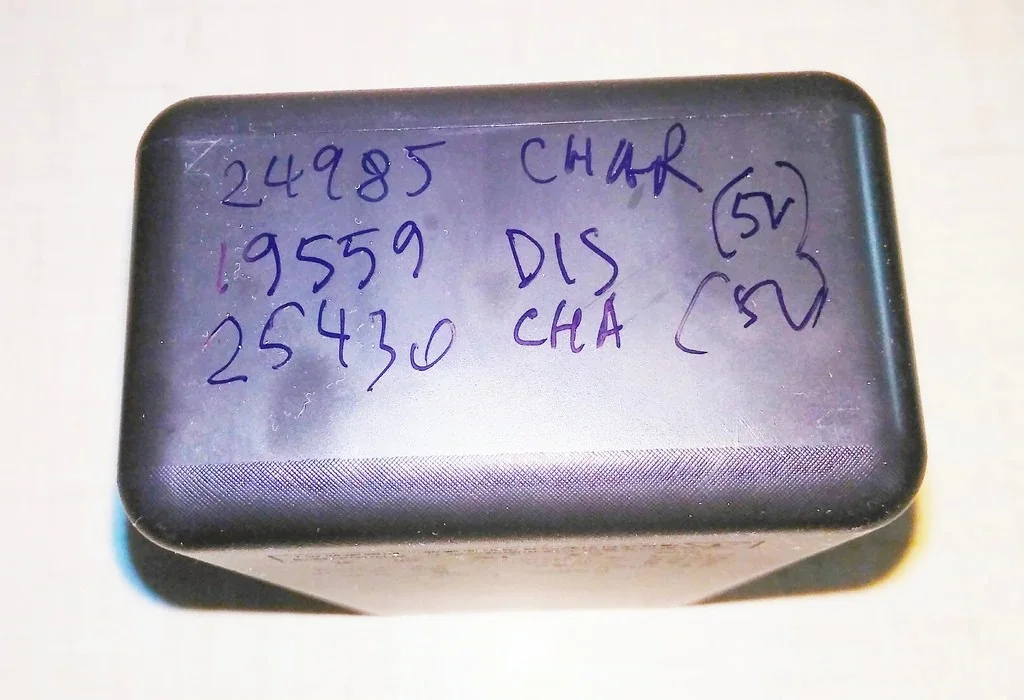 24985 CHAR (5V)
19559 DIS
25430 CHA (5V)